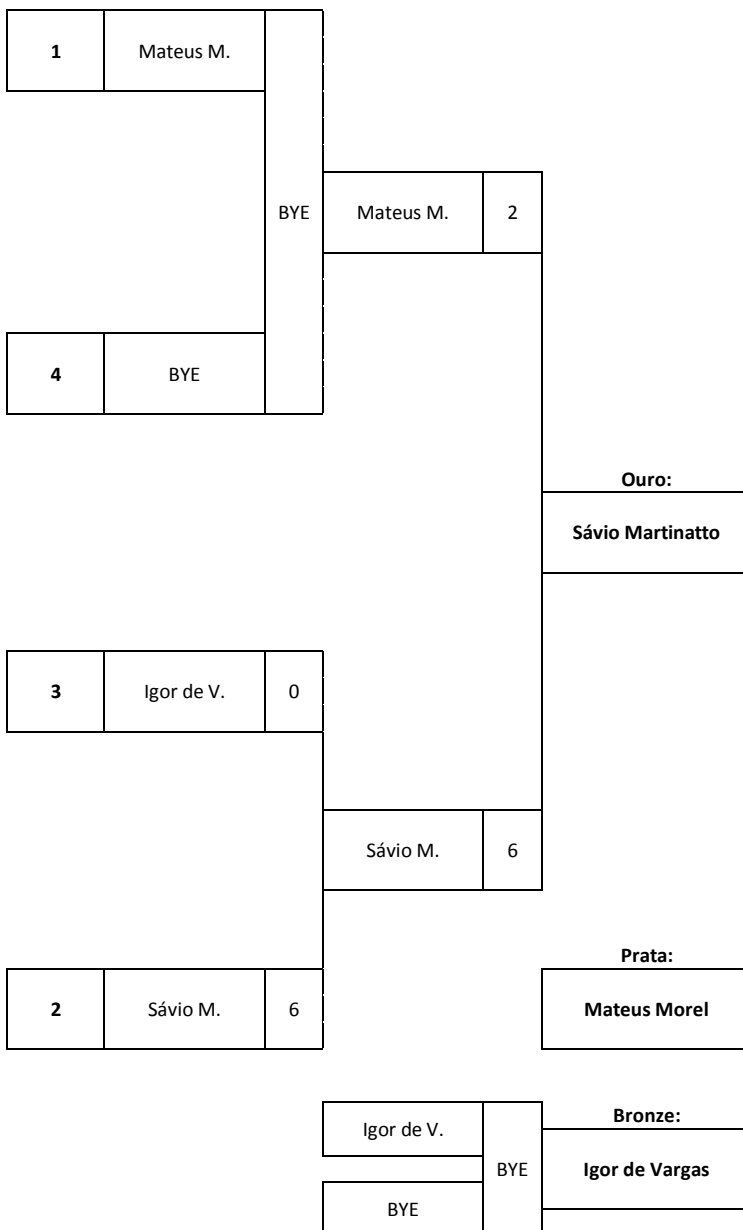 1 Mateus M.
BYE Mateus M. 2
4 BYE
Ouro:
Sávio Martinatto
3 Igor de V. 0
Sávio M. 6
Prata:
2 Sávio M. 6 Mateus Morel
Bronze:
Igor de V.
BYE Igor de Vargas
BYE